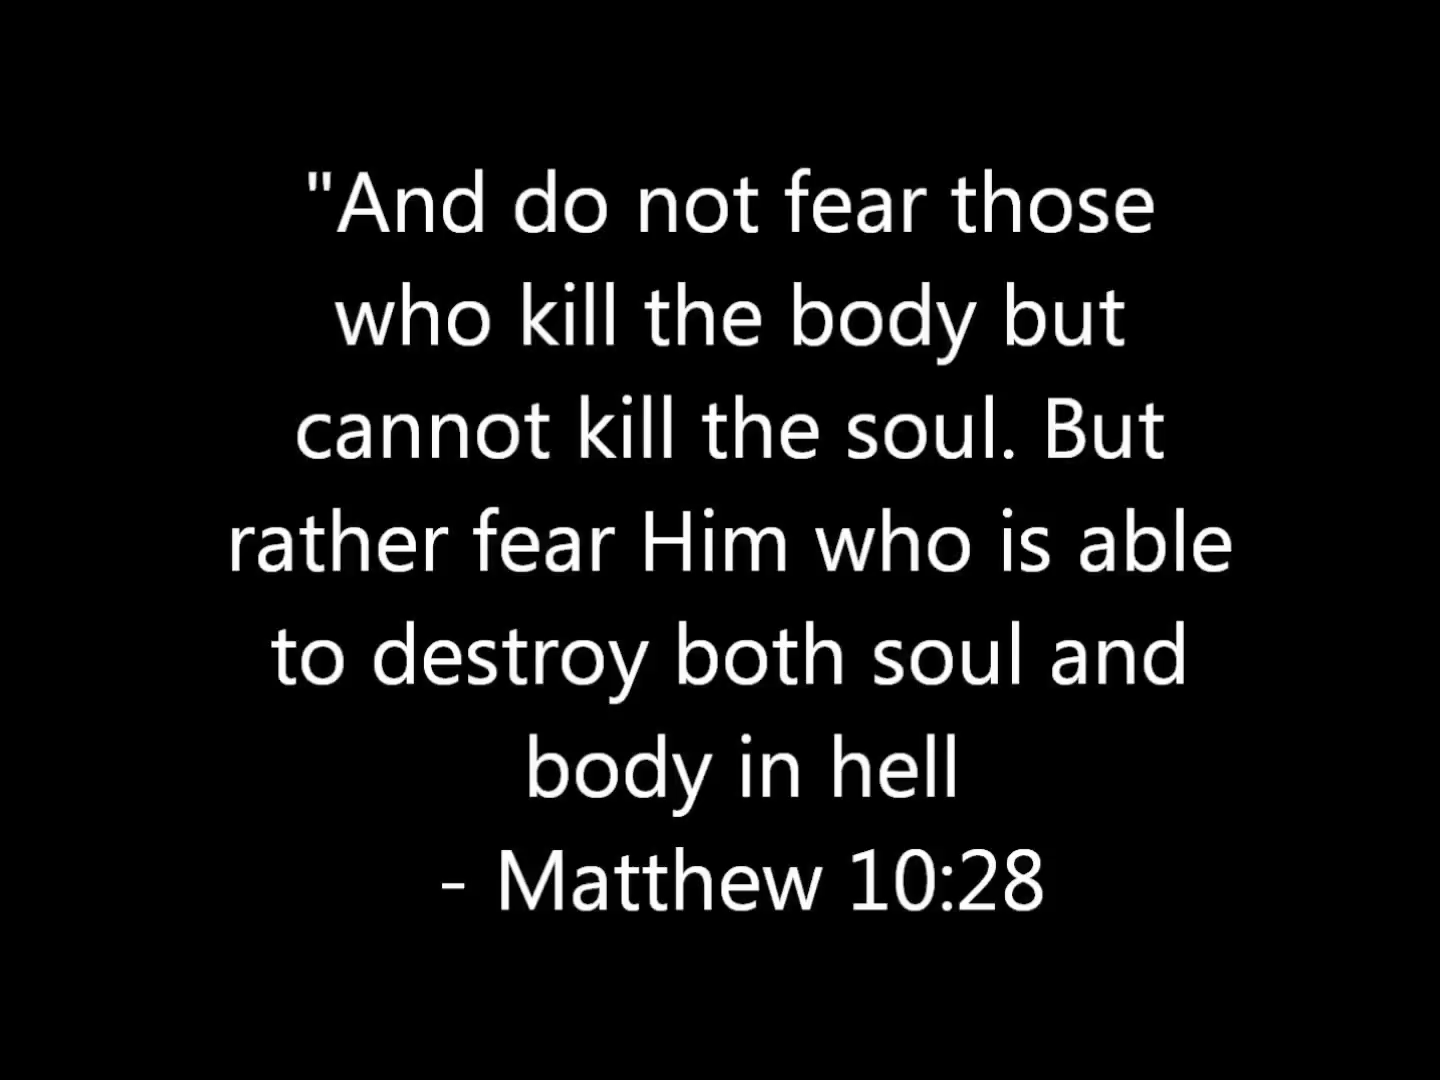 "And do not fear those
who kill the body but
cannot kill the soul. But
rather fear Him who is able
to destroy both soul and
body in hell
- Matthew 10:28